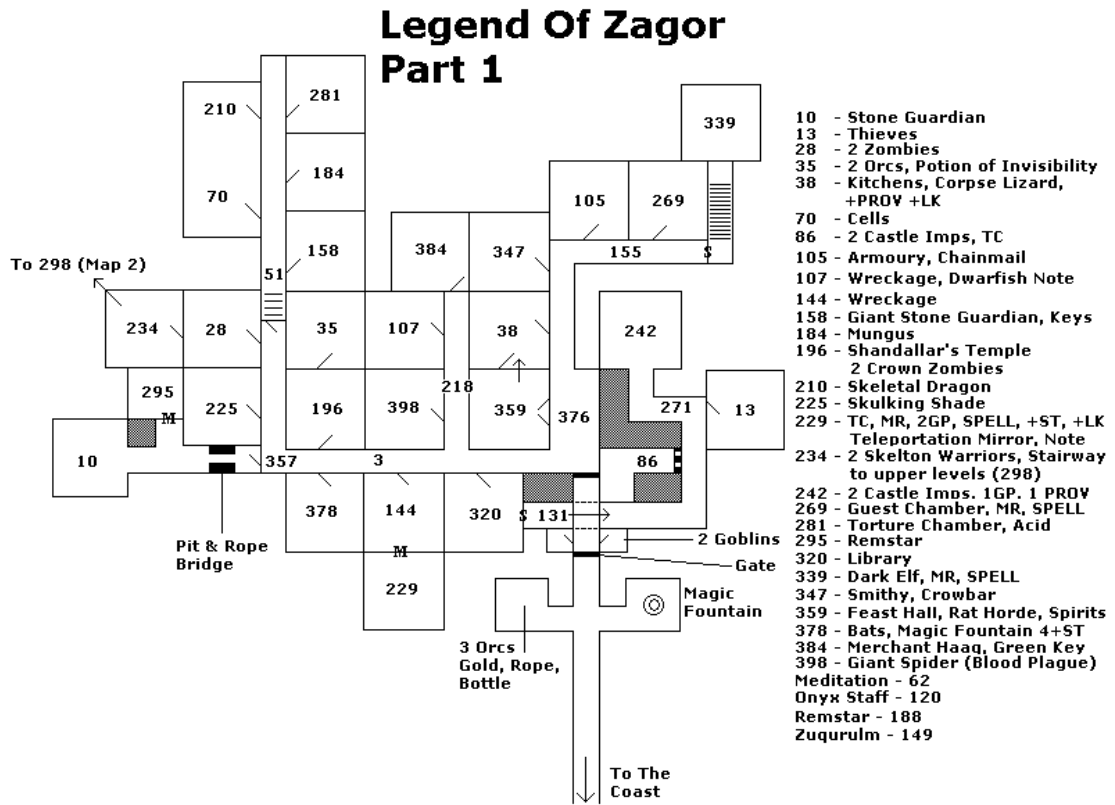 Legend Of Zagor
Part 1
210
281
339
184
105
269
70
158
384
347
155
S
To 298 (Map 2)
51
234
28
35
107
38
242
295
M
225
196
398
218
359
376
271
13
10
357
3
86
378
144
320
S
131
2 Goblins
Pit & Rope
Bridge
M
Gate
229
Magic
Fountain
3 Orcs
Gold, Rope,
Bottle
To The
Coast
10 - Stone Guardian
13 - Thieves
28 - 2 Zombies
35 - 2 Orcs, Potion of Invisibility
38 - Kitchens, Corpse Lizard,
+PROV +LK
70 - Cells
86 - 2 Castle Imps, TC
105 - Armoury, Chainmail
107 - Wreckage, Dwarfish Note
144 - Wreckage
158 - Giant Stone Guardian, Keys
184 - Mungus
196 - Shandallar's Temple
2 Crown Zombies
210 - Skeletal Dragon
225 - Skulking Shade
229 - TC, MR, 2GP, SPELL, +ST, +LK
Teleportation Mirror, Note
234 - 2 Skelton Warriors, Stairway
to upper levels (298)
242 - 2 Castle Imps. 1GP. 1 PROV
269 - Guest Chamber, MR, SPELL
281 - Torture Chamber, Acid
295 - Remstar
320 - Library
339 - Dark Elf, MR, SPELL
347 - Smithy, Crowbar
359 - Feast Hall, Rat Horde, Spirits
378 - Bats, Magic Fountain 4+ST
384 - Merchant Haag, Green Key
398 - Giant Spider (Blood Plague)
Meditation - 62
Onyx Staff - 120
Remstar - 188
Zuqurulm - 149